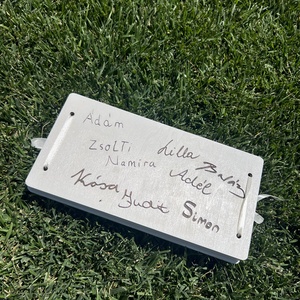 Ádám
Zsolti
Namira
Lilla
Adél
Kósa
Judit
Simon